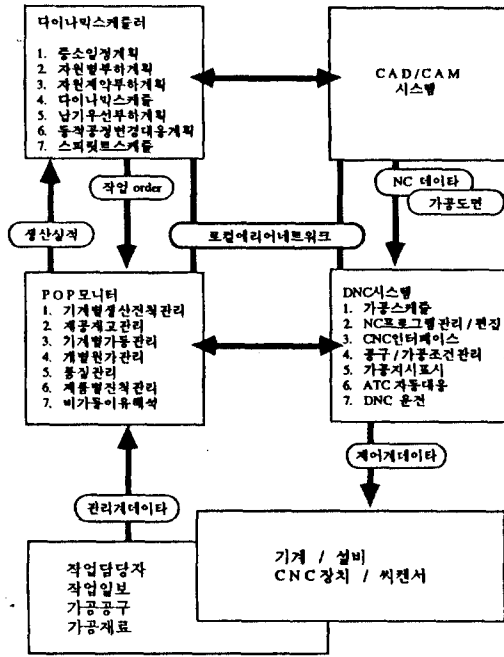 다이나믹스케쥴러
1. 중소일정계획
2. 자원별부하계획
3. 자원제약부하계획
4. 다이나믹스케쥴
5. 납기우선부하계획
6. 동적공정변경대응계획
7. 스피릿트스케쥴
CAD/CAM
시스템
작업 order
NC 데이타
가공도면
생산실적
로컬에리어네트워크
POP모니터
1. 기계별생산진척관리
2. 재공재고관리
3. 기계별가동관리
4. 개별원가관리
5. 품질관리
6. 제품별진척관리
7. 비가동이유해석
DNC시스템
1. 가공스케쥴
2. NC프로그램관리/편집
3. CNC인터페이스
4. 공구/가공조건관리
5. 가공지시표시
6. ATC자동대응
7. DNC 운전
제어계데이타
관리계데이타
기계 / 설비
CNC장치 / 씨퀀서
작업담당자
작업일보
가공공구
가공재료